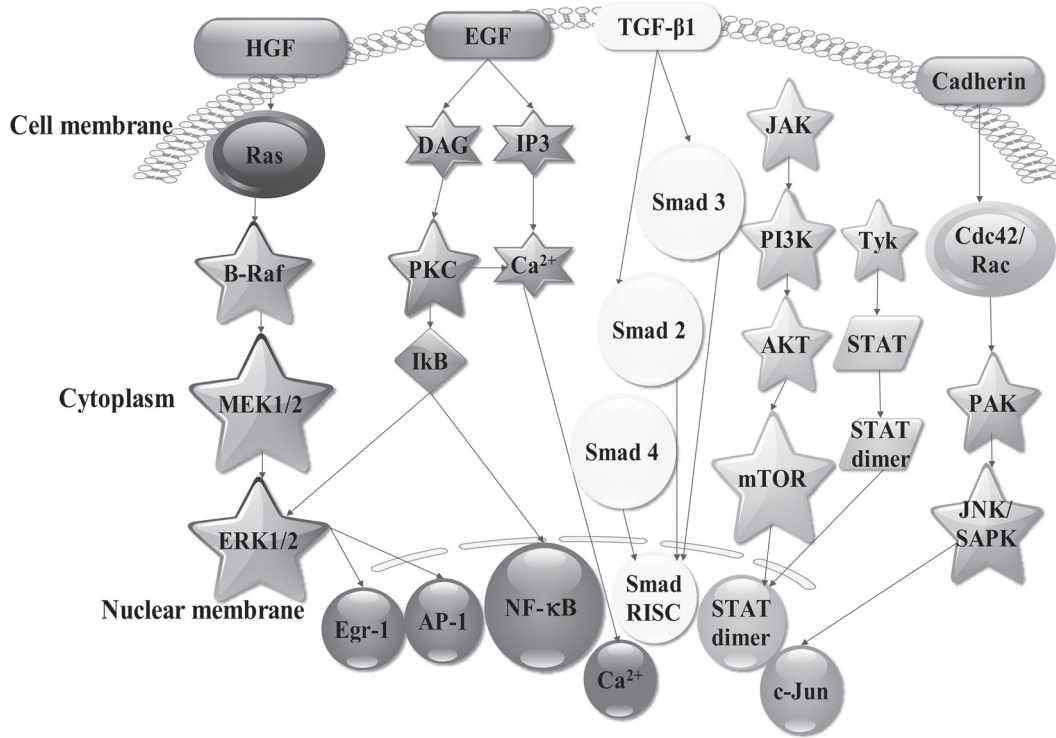 HGF
EGF
TGF-β1
Cadherin
Cell membrane
Ras
DAG
IP3
JAK
Smad 3
B-Raf
PKC
Ca²⁺
PI3K
Tyk
Cdc42/
Rac
Smad 2
IkB
AKT
STAT
Cytoplasm
MEK1/2
PAK
Smad 4
STAT
dimer
mTOR
ERK1/2
JNK/
SAPK
Nuclear membrane
Egr-1
AP-1
NF-κB
Smad
RISC
STAT
dimer
Ca²⁺
c-Jun